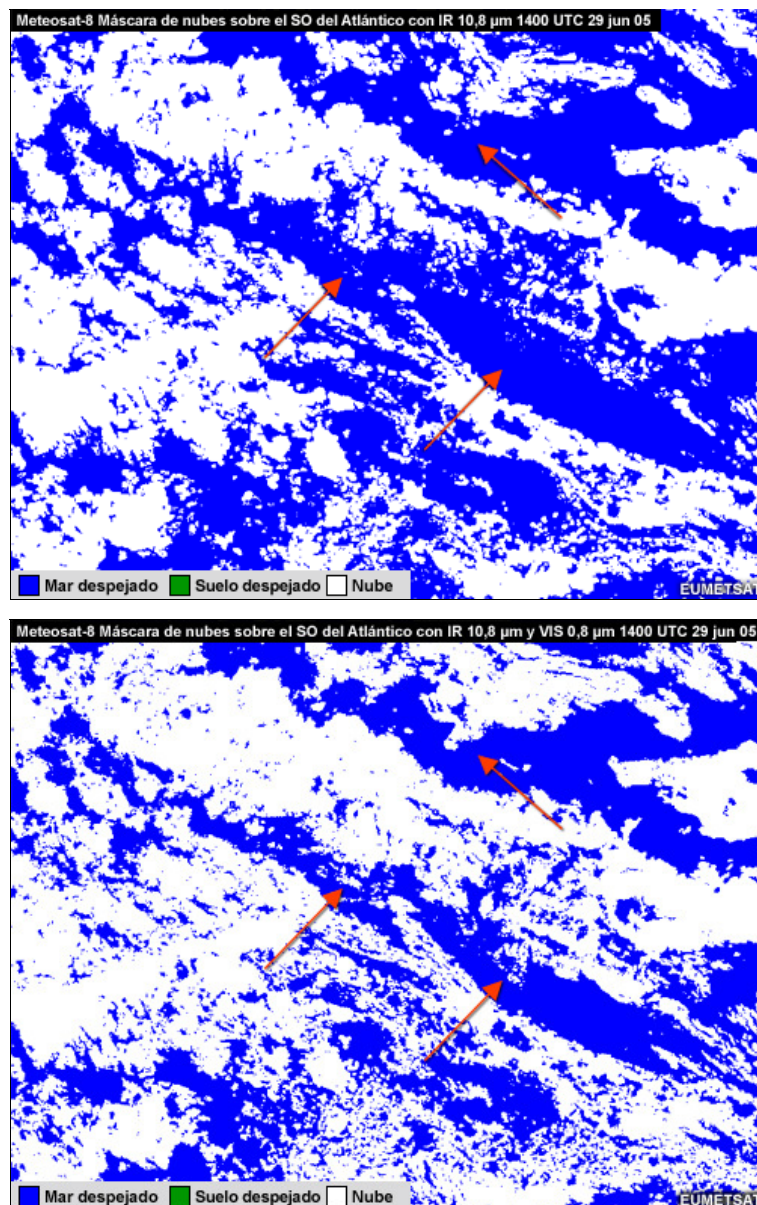 Meteosat-8 Máscara de nubes sobre el SO del Atlántico con IR 10,8 µm 1400 UTC 29 jun 05
Mar despejado Suelo despejado Nube
EUMETSAT
Meteosat-8 Máscara de nubes sobre el SO del Atlántico con IR 10,8 µm y VIS 0,8 µm 1400 UTC 29 jun 05
Mar despejado Suelo despejado Nube
EUMETSAT